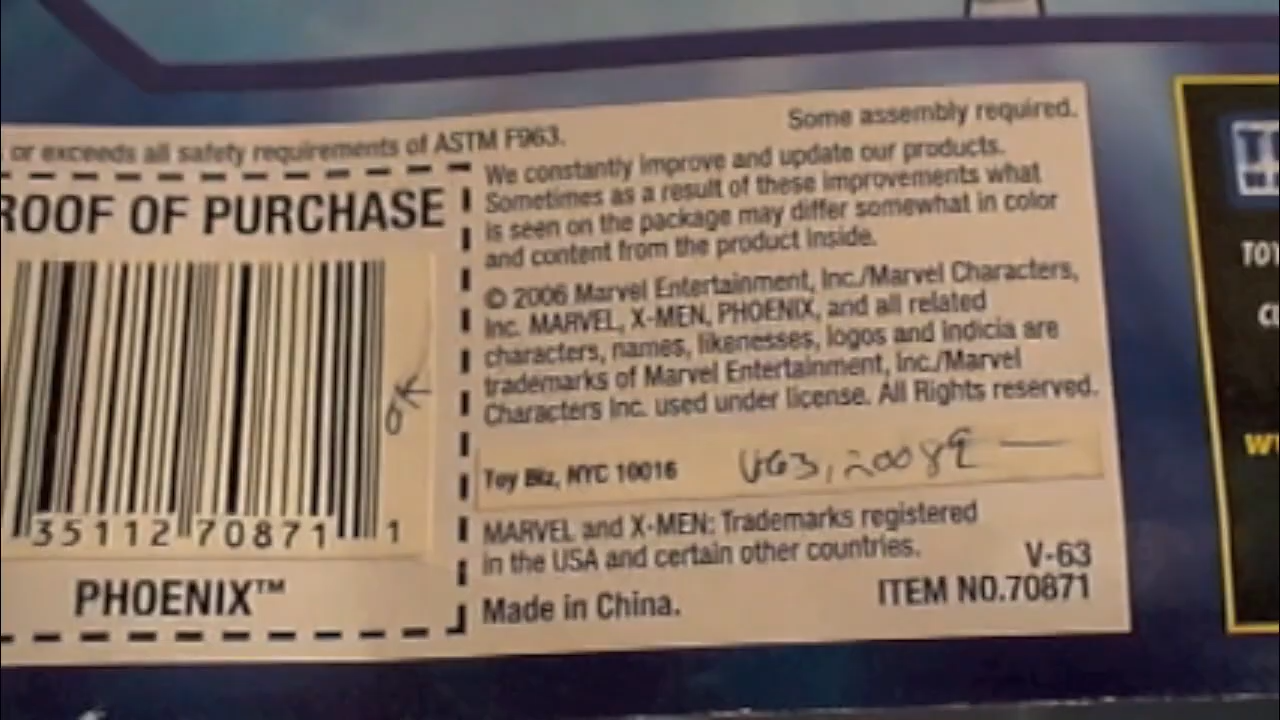 or exceeds all safety requirements of ASTM F963.
Some assembly required.
ROOF OF PURCHASE
We constantly improve and update our products.
Sometimes as a result of these improvements what
is seen on the package may differ somewhat in color
and content from the product inside.
© 2006 Marvel Entertainment, Inc./Marvel Characters,
Inc. MARVEL, X-MEN, PHOENIX, and all related
characters, names, likenesses, logos and indicia are
trademarks of Marvel Entertainment, Inc./Marvel
Characters Inc. used under license. All Rights reserved.
OK
Toy Biz, NYC 10016
35112 70871 1
PHOENIX™
MARVEL and X-MEN: Trademarks registered
in the USA and certain other countries.
Made in China.
V-63
ITEM NO.70871